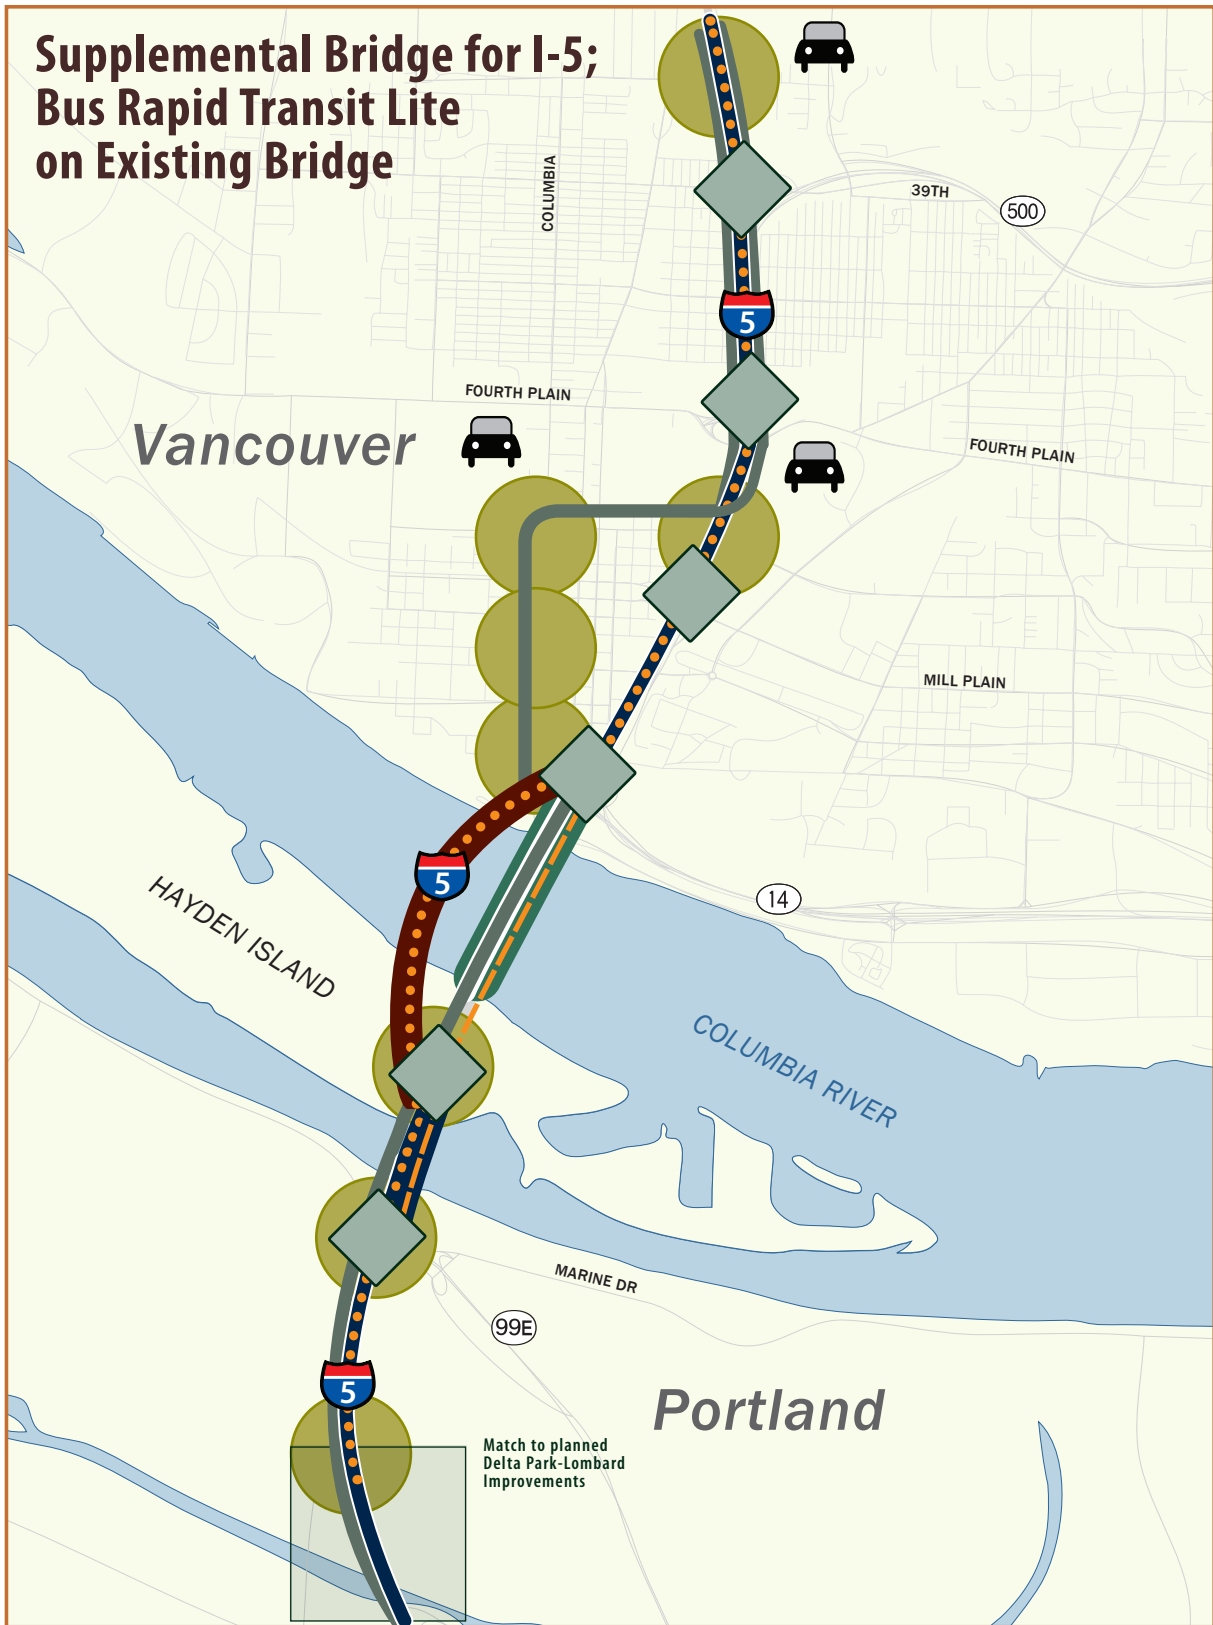 Supplemental Bridge for I-5;
Bus Rapid Transit Lite
on Existing Bridge
COLUMBIA
39TH
500
5
FOURTH PLAIN
Vancouver
FOURTH PLAIN
MILL PLAIN
5
14
HAYDEN ISLAND
COLUMBIA RIVER
MARINE DR
99E
5
Portland
Match to planned
Delta Park-Lombard
Improvements